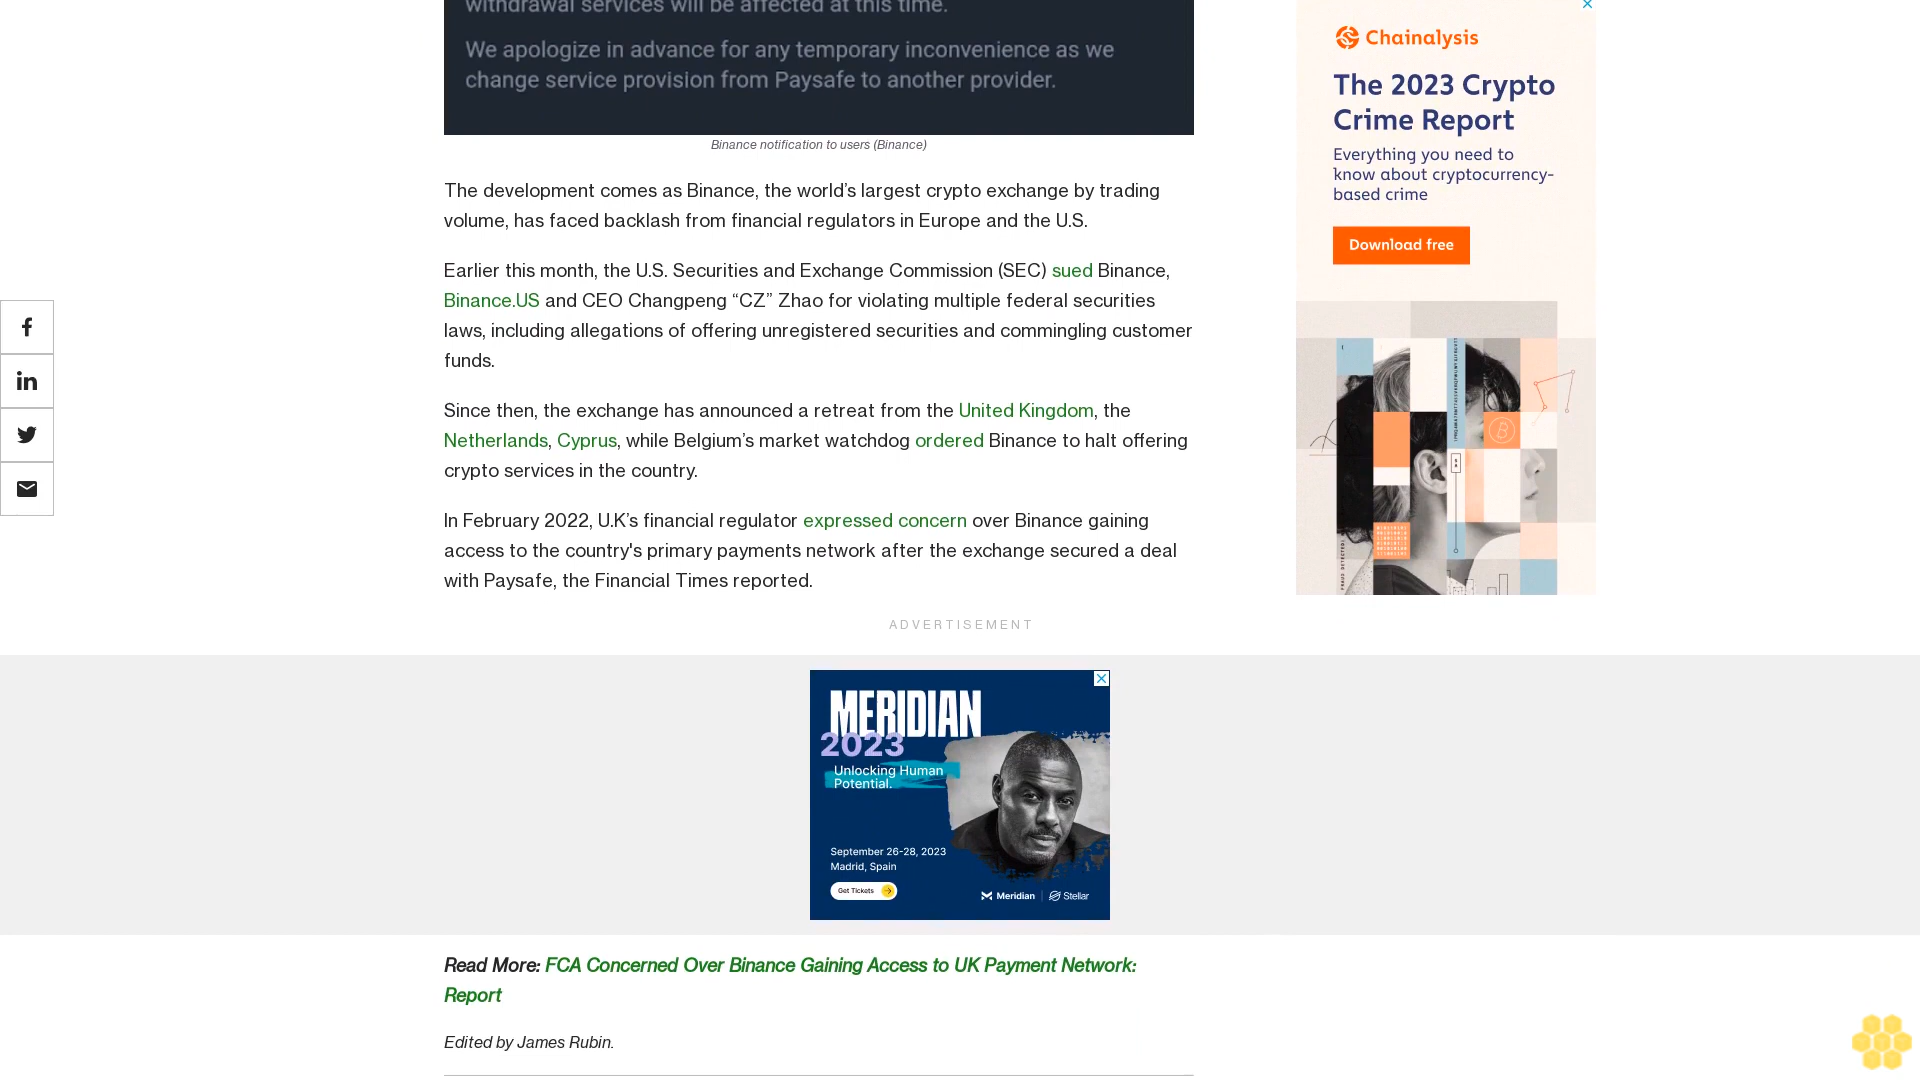 withdrawal services will be affected at this time.
We apologize in advance for any temporary inconvenience as we
change service provision from Paysafe to another provider.
Binance notification to users (Binance)
The development comes as Binance, the world’s largest crypto exchange by trading
volume, has faced backlash from financial regulators in Europe and the U.S.
Earlier this month, the U.S. Securities and Exchange Commission (SEC) sued Binance,
Binance.US and CEO Changpeng “CZ” Zhao for violating multiple federal securities
laws, including allegations of offering unregistered securities and commingling customer
funds.
Since then, the exchange has announced a retreat from the United Kingdom, the
Netherlands, Cyprus, while Belgium’s market watchdog ordered Binance to halt offering
crypto services in the country.
In February 2022, U.K’s financial regulator expressed concern over Binance gaining
access to the country's primary payments network after the exchange secured a deal
with Paysafe, the Financial Times reported.
Chainalysis
The 2023 Crypto
Crime Report
Everything you need to
know about cryptocurrency-
based crime
Download free
ADVERTISEMENT
MERIDIAN
2023
Unlocking Human
Potential.
September 26-28, 2023
Madrid, Spain
Get Tickets
Meridian
Stellar
Read More: FCA Concerned Over Binance Gaining Access to UK Payment Network:
Report
Edited by James Rubin.